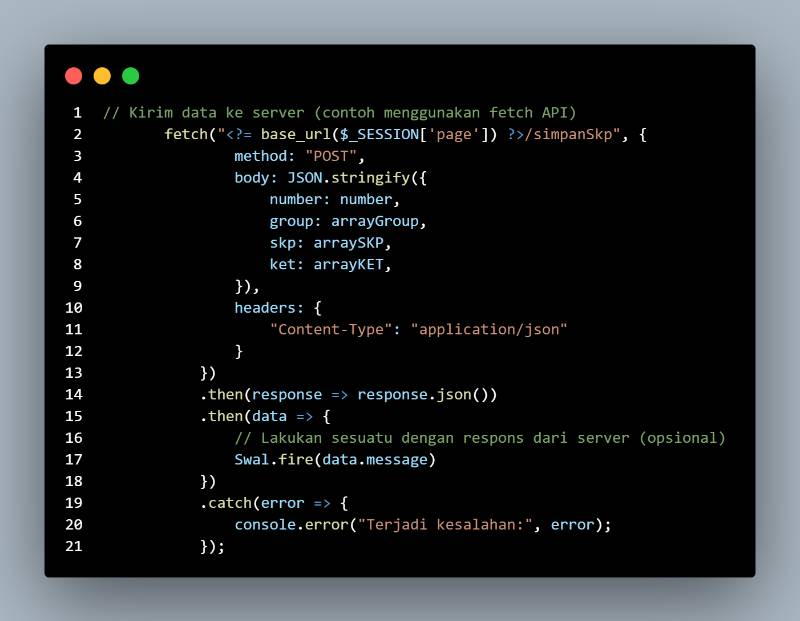 1 // Kirim data ke server (contoh menggunakan fetch API)
2 fetch("<?= base_url($_SESSION['page']) ?>/simpanSkp", {
3 method: "POST",
4 body: JSON.stringify({
5 number: number,
6 group: arrayGroup,
7 skp: arraySKP,
8 ket: arrayKET,
9 }),
10 headers: {
11 "Content-Type": "application/json"
12 }
13 })
14 .then(response => response.json())
15 .then(data => {
16 // Lakukan sesuatu dengan respons dari server (opsional)
17 Swal.fire(data.message)
18 })
19 .catch(error => {
20 console.error("Terjadi kesalahan:", error);
21 });